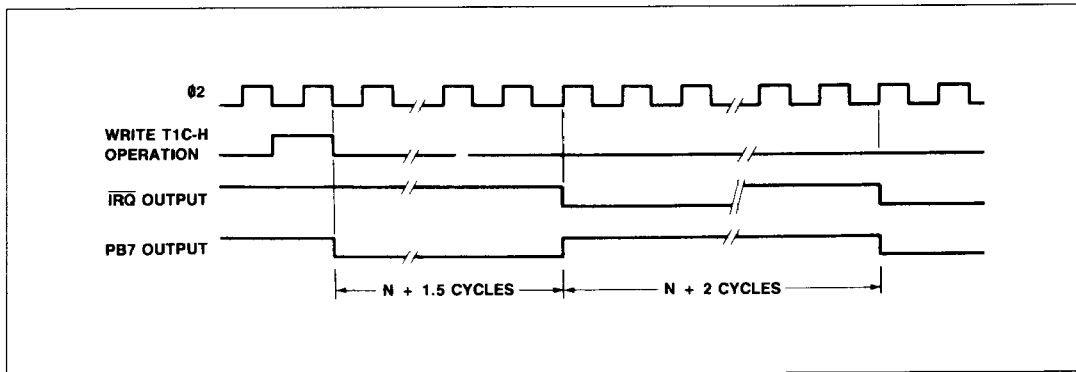 Ø2
WRITE T1C-H
OPERATION
IRQ OUTPUT
PB7 OUTPUT
N + 1.5 CYCLES
N + 2 CYCLES